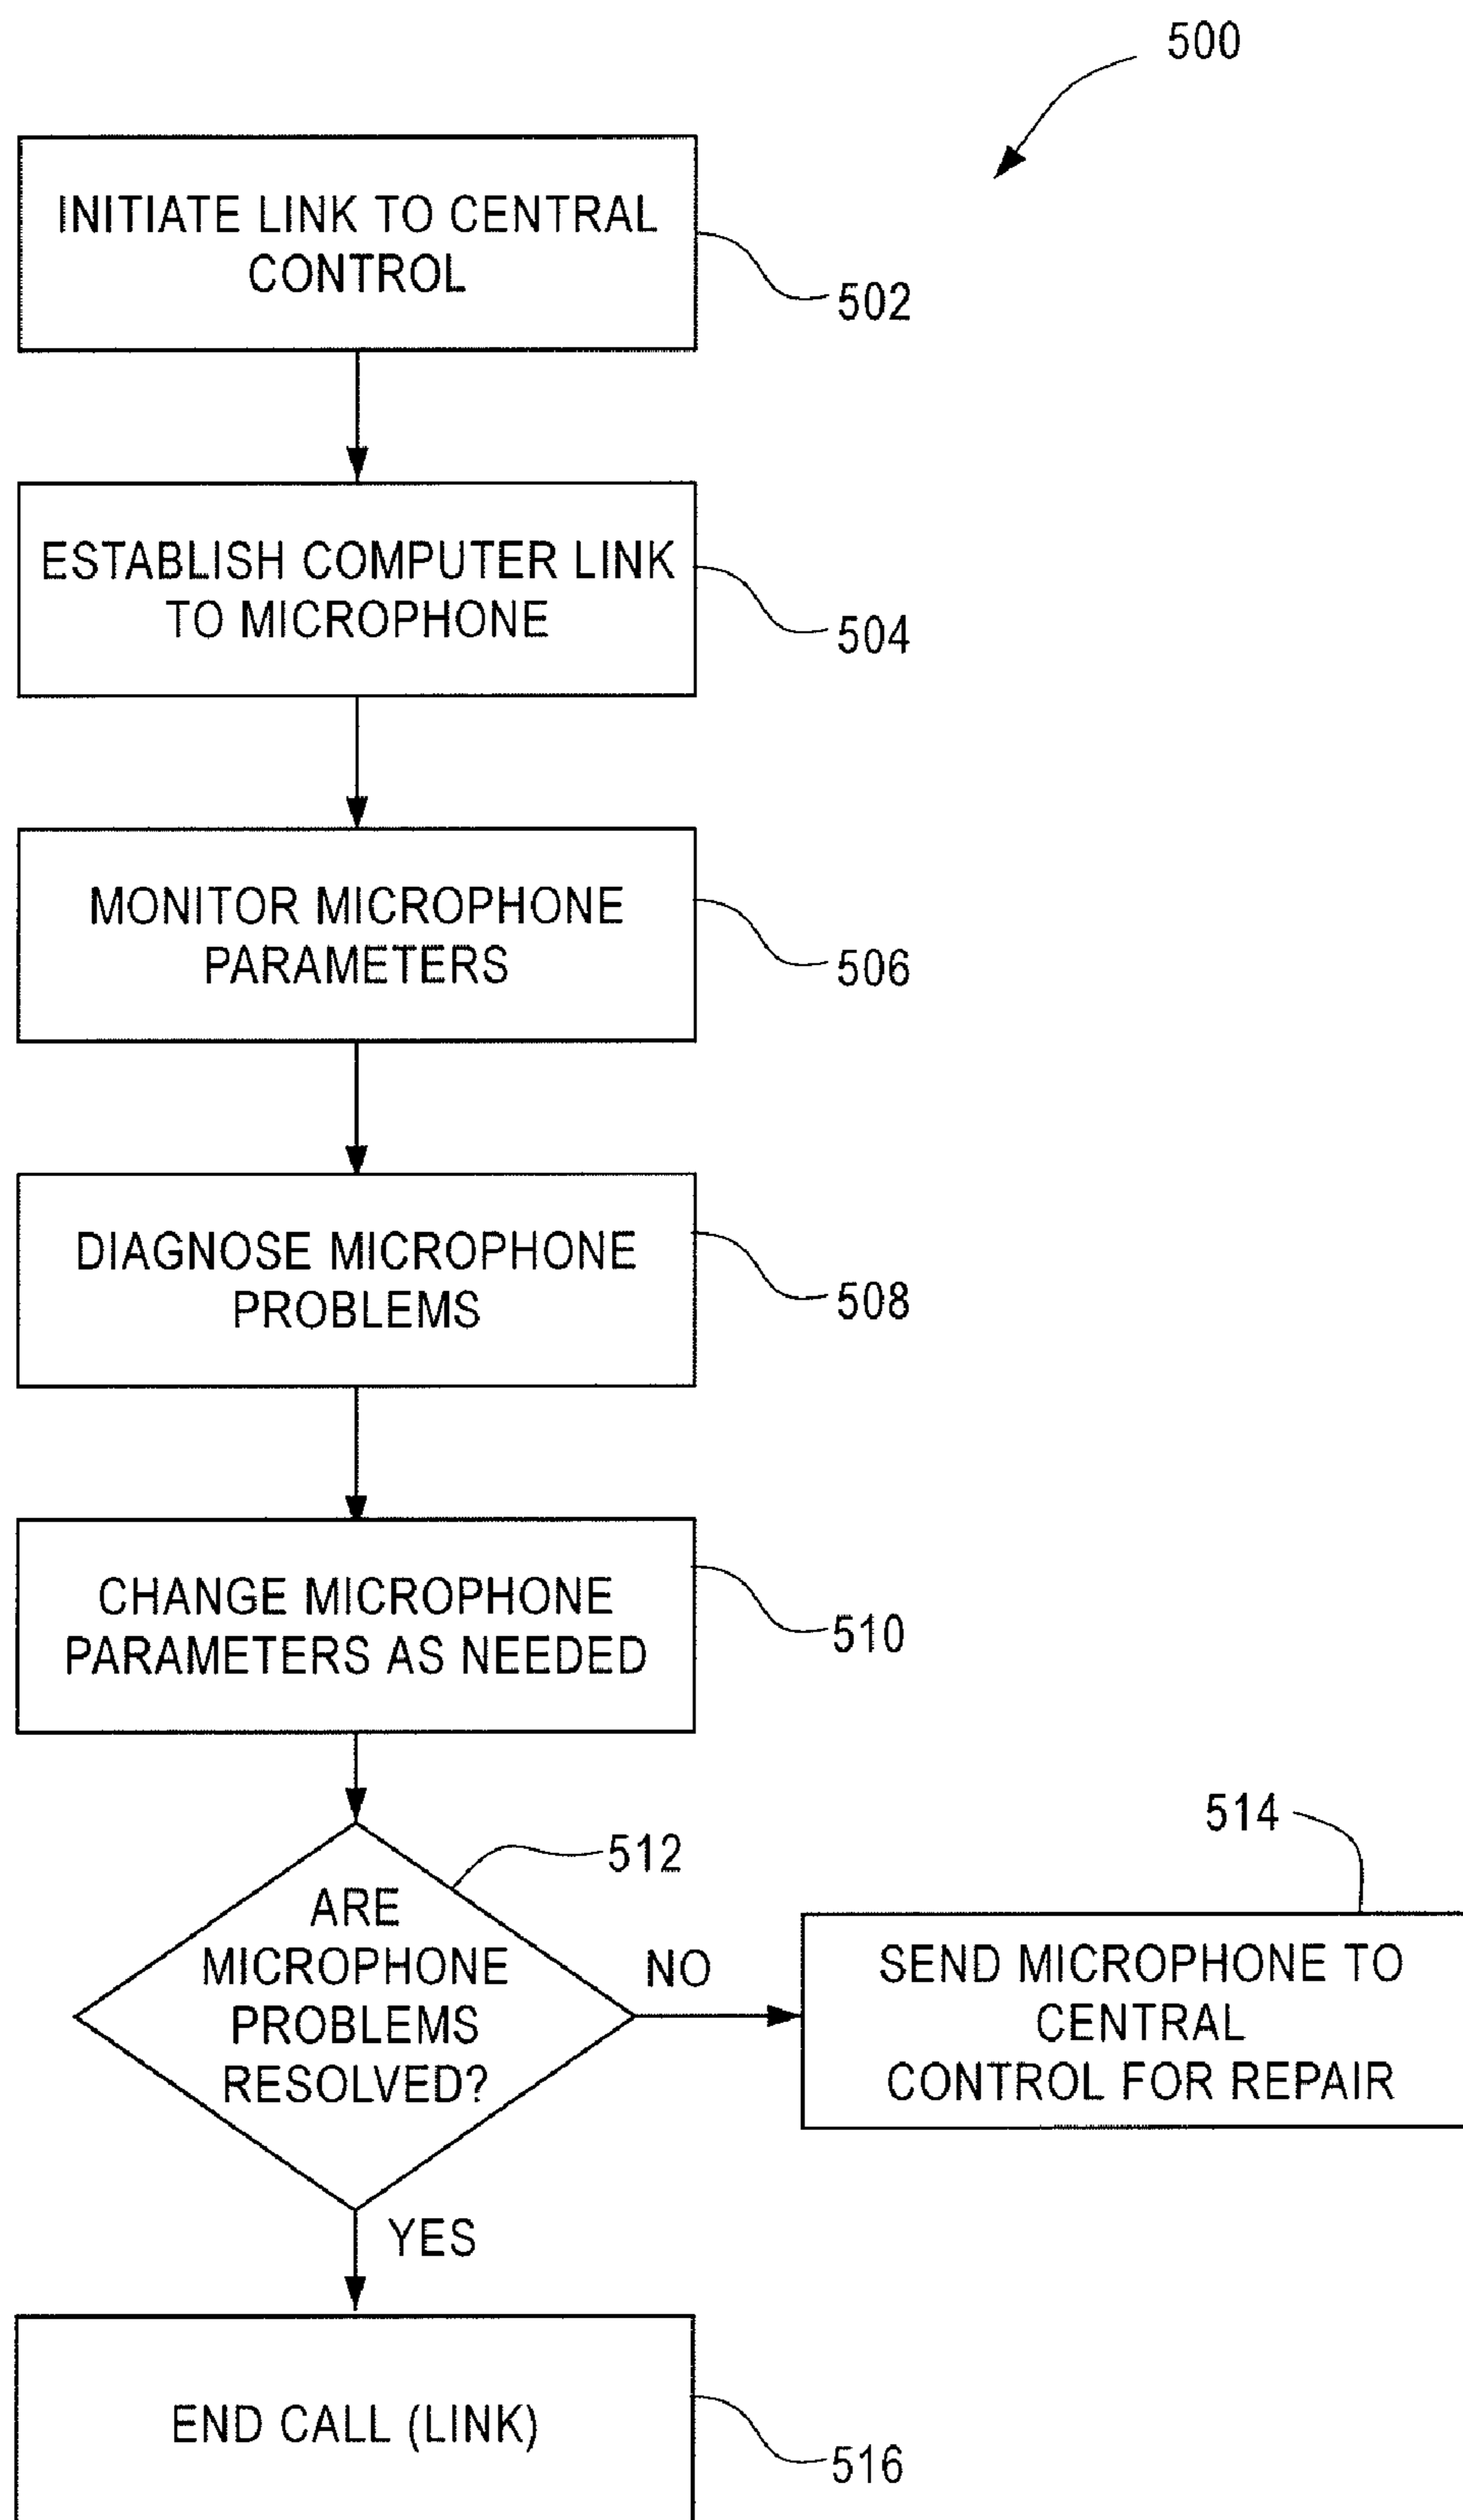 500
INITIATE LINK TO CENTRAL
CONTROL
502
ESTABLISH COMPUTER LINK
TO MICROPHONE
504
MONITOR MICROPHONE
PARAMETERS
506
DIAGNOSE MICROPHONE
PROBLEMS
508
CHANGE MICROPHONE
PARAMETERS AS NEEDED
510
512
ARE
MICROPHONE
PROBLEMS
RESOLVED?
NO
514
SEND MICROPHONE TO
CENTRAL
CONTROL FOR REPAIR
YES
END CALL (LINK)
516